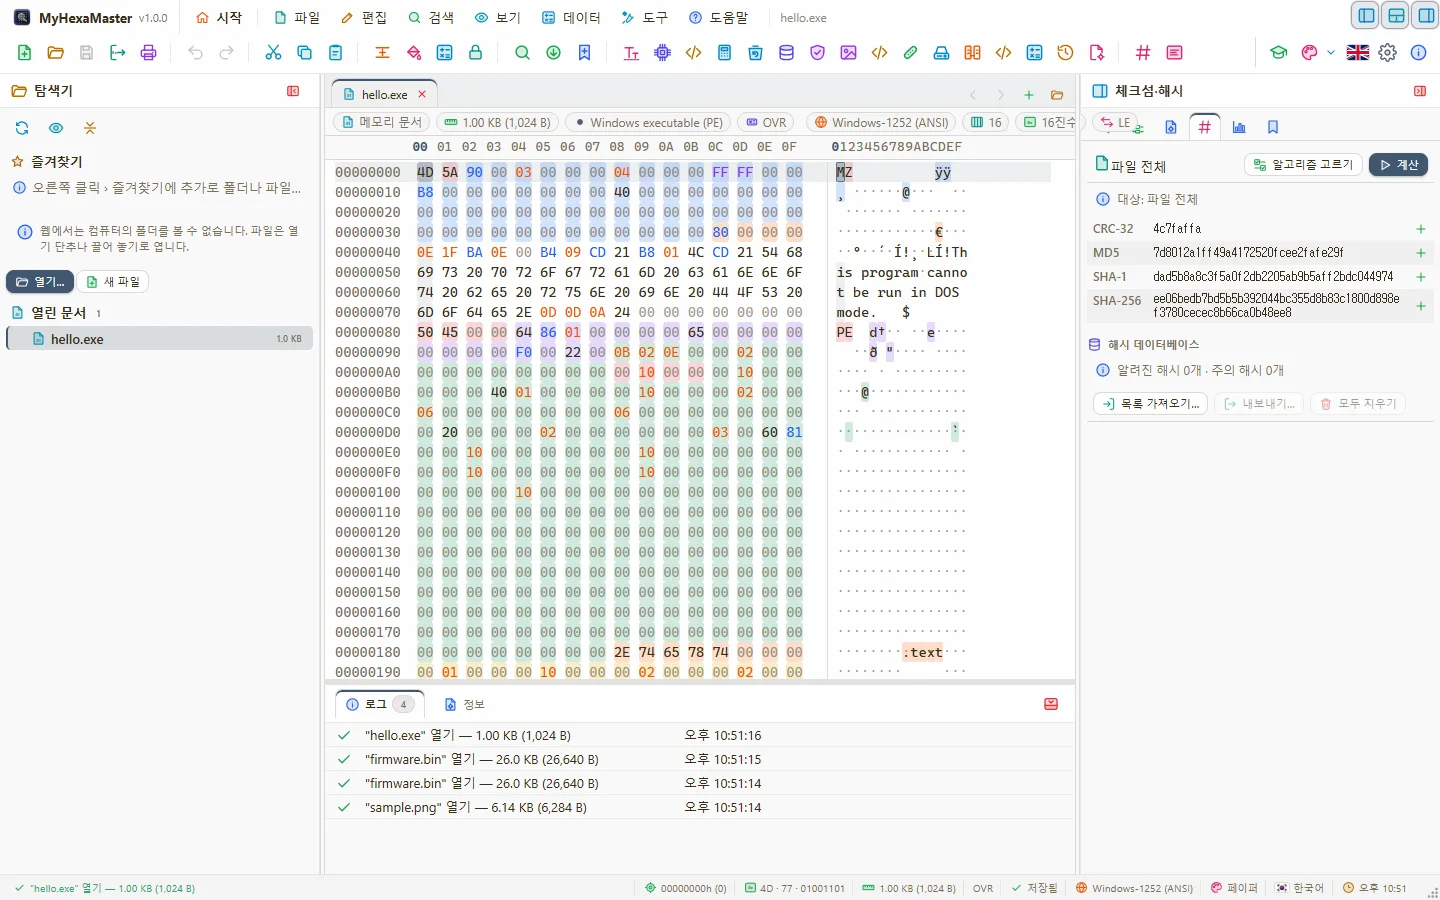 MyHexaMaster v1.0.0 시작 파일 편집 검색 보기 데이터 도구 도움말 hello.exe
탐색기
즐겨찾기
오른쪽 클릭 › 즐겨찾기에 추가로 폴더나 파일...
웹에서는 컴퓨터의 폴더를 볼 수 없습니다. 파일은 열
기 단추나 끌어 놓기로 엽니다.
열기... 새 파일
열린 문서 1
hello.exe 1.0 KB
hello.exe
메모리 문서 1.00 KB (1,024 B) Windows executable (PE) OVR Windows-1252 (ANSI) 16 16진수 LE
00 01 02 03 04 05 06 07 08 09 0A 0B 0C 0D 0E 0F 0123456789ABCDEF
00000000 4D 5A 90 00 03 00 00 00 04 00 00 00 FF FF 00 00 MZ ÿÿ
00000010 B8 00 00 00 00 00 00 00 40 00 00 00 00 00 00 00 ¸ ······@··· ··
00000020 00 00 00 00 00 00 00 00 00 00 00 00 00 00 00 00
00000030 00 00 00 00 00 00 00 00 00 00 00 00 80 00 00 00 €
00000040 0E 1F BA 0E 00 B4 09 CD 21 B8 01 4C CD 21 54 68 º ´ Í!¸ LÍ!Th
00000050 69 73 20 70 72 6F 67 72 61 6D 20 63 61 6E 6E 6F is program canno
00000060 74 20 62 65 20 72 75 6E 20 69 6E 20 44 4F 53 20 t be run in DOS
00000070 6D 6F 64 65 2E 0D 0D 0A 24 00 00 00 00 00 00 00 mode. $
00000080 50 45 00 00 64 86 01 00 00 00 00 00 65 00 00 00 PE d† e
00000090 00 00 00 00 F0 00 22 00 0B 02 0E 00 00 02 00 00 ð "
000000A0 00 00 00 00 00 00 00 00 00 10 00 00 00 10 00 00
000000B0 00 00 00 40 01 00 00 00 00 10 00 00 00 02 00 00 @
000000C0 06 00 00 00 00 00 00 00 06 00 00 00 00 00 00 00
000000D0 00 20 00 00 00 02 00 00 00 00 00 00 03 00 60 81 `
000000E0 00 00 10 00 00 00 00 00 00 10 00 00 00 00 00 00
000000F0 00 00 10 00 00 00 00 00 00 10 00 00 00 00 00 00
00000100 00 00 00 00 10 00 00 00 00 00 00 00 00 00 00 00
00000110 00 00 00 00 00 00 00 00 00 00 00 00 00 00 00 00
00000120 00 00 00 00 00 00 00 00 00 00 00 00 00 00 00 00
00000130 00 00 00 00 00 00 00 00 00 00 00 00 00 00 00 00
00000140 00 00 00 00 00 00 00 00 00 00 00 00 00 00 00 00
00000150 00 00 00 00 00 00 00 00 00 00 00 00 00 00 00 00
00000160 00 00 00 00 00 00 00 00 00 00 00 00 00 00 00 00
00000170 00 00 00 00 00 00 00 00 00 00 00 00 00 00 00 00
00000180 00 00 00 00 00 00 00 00 2E 74 65 78 74 00 00 00 .text
00000190 00 01 00 00 00 10 00 00 00 02 00 00 00 02 00 00
로그 4 정보
"hello.exe" 열기 — 1.00 KB (1,024 B) 오후 10:51:16
"firmware.bin" 열기 — 26.0 KB (26,640 B) 오후 10:51:15
"firmware.bin" 열기 — 26.0 KB (26,640 B) 오후 10:51:14
"sample.png" 열기 — 6.14 KB (6,284 B) 오후 10:51:14
체크섬·해시
파일 전체 알고리즘 고르기 계산
대상: 파일 전체
CRC-32 4c7faffa
MD5 7d8012a1ff49a4172520fcee2fafe29f
SHA-1 dad5b8a8c3f5a0f2db2205ab9b5aff2bdc044974
SHA-256 ee06bedb7bd5b5b392044bc355d8b83c1800d898e
f3780cecec8b66ca0b48ee8
해시 데이터베이스
알려진 해시 0개 · 주의 해시 0개
목록 가져오기... 내보내기... 모두 지우기
"hello.exe" 열기 — 1.00 KB (1,024 B) 00000000h (0) 4D · 77 · 01001101 1.00 KB (1,024 B) OVR 저장됨 Windows-1252 (ANSI) 페이퍼 한국어 오후 10:51